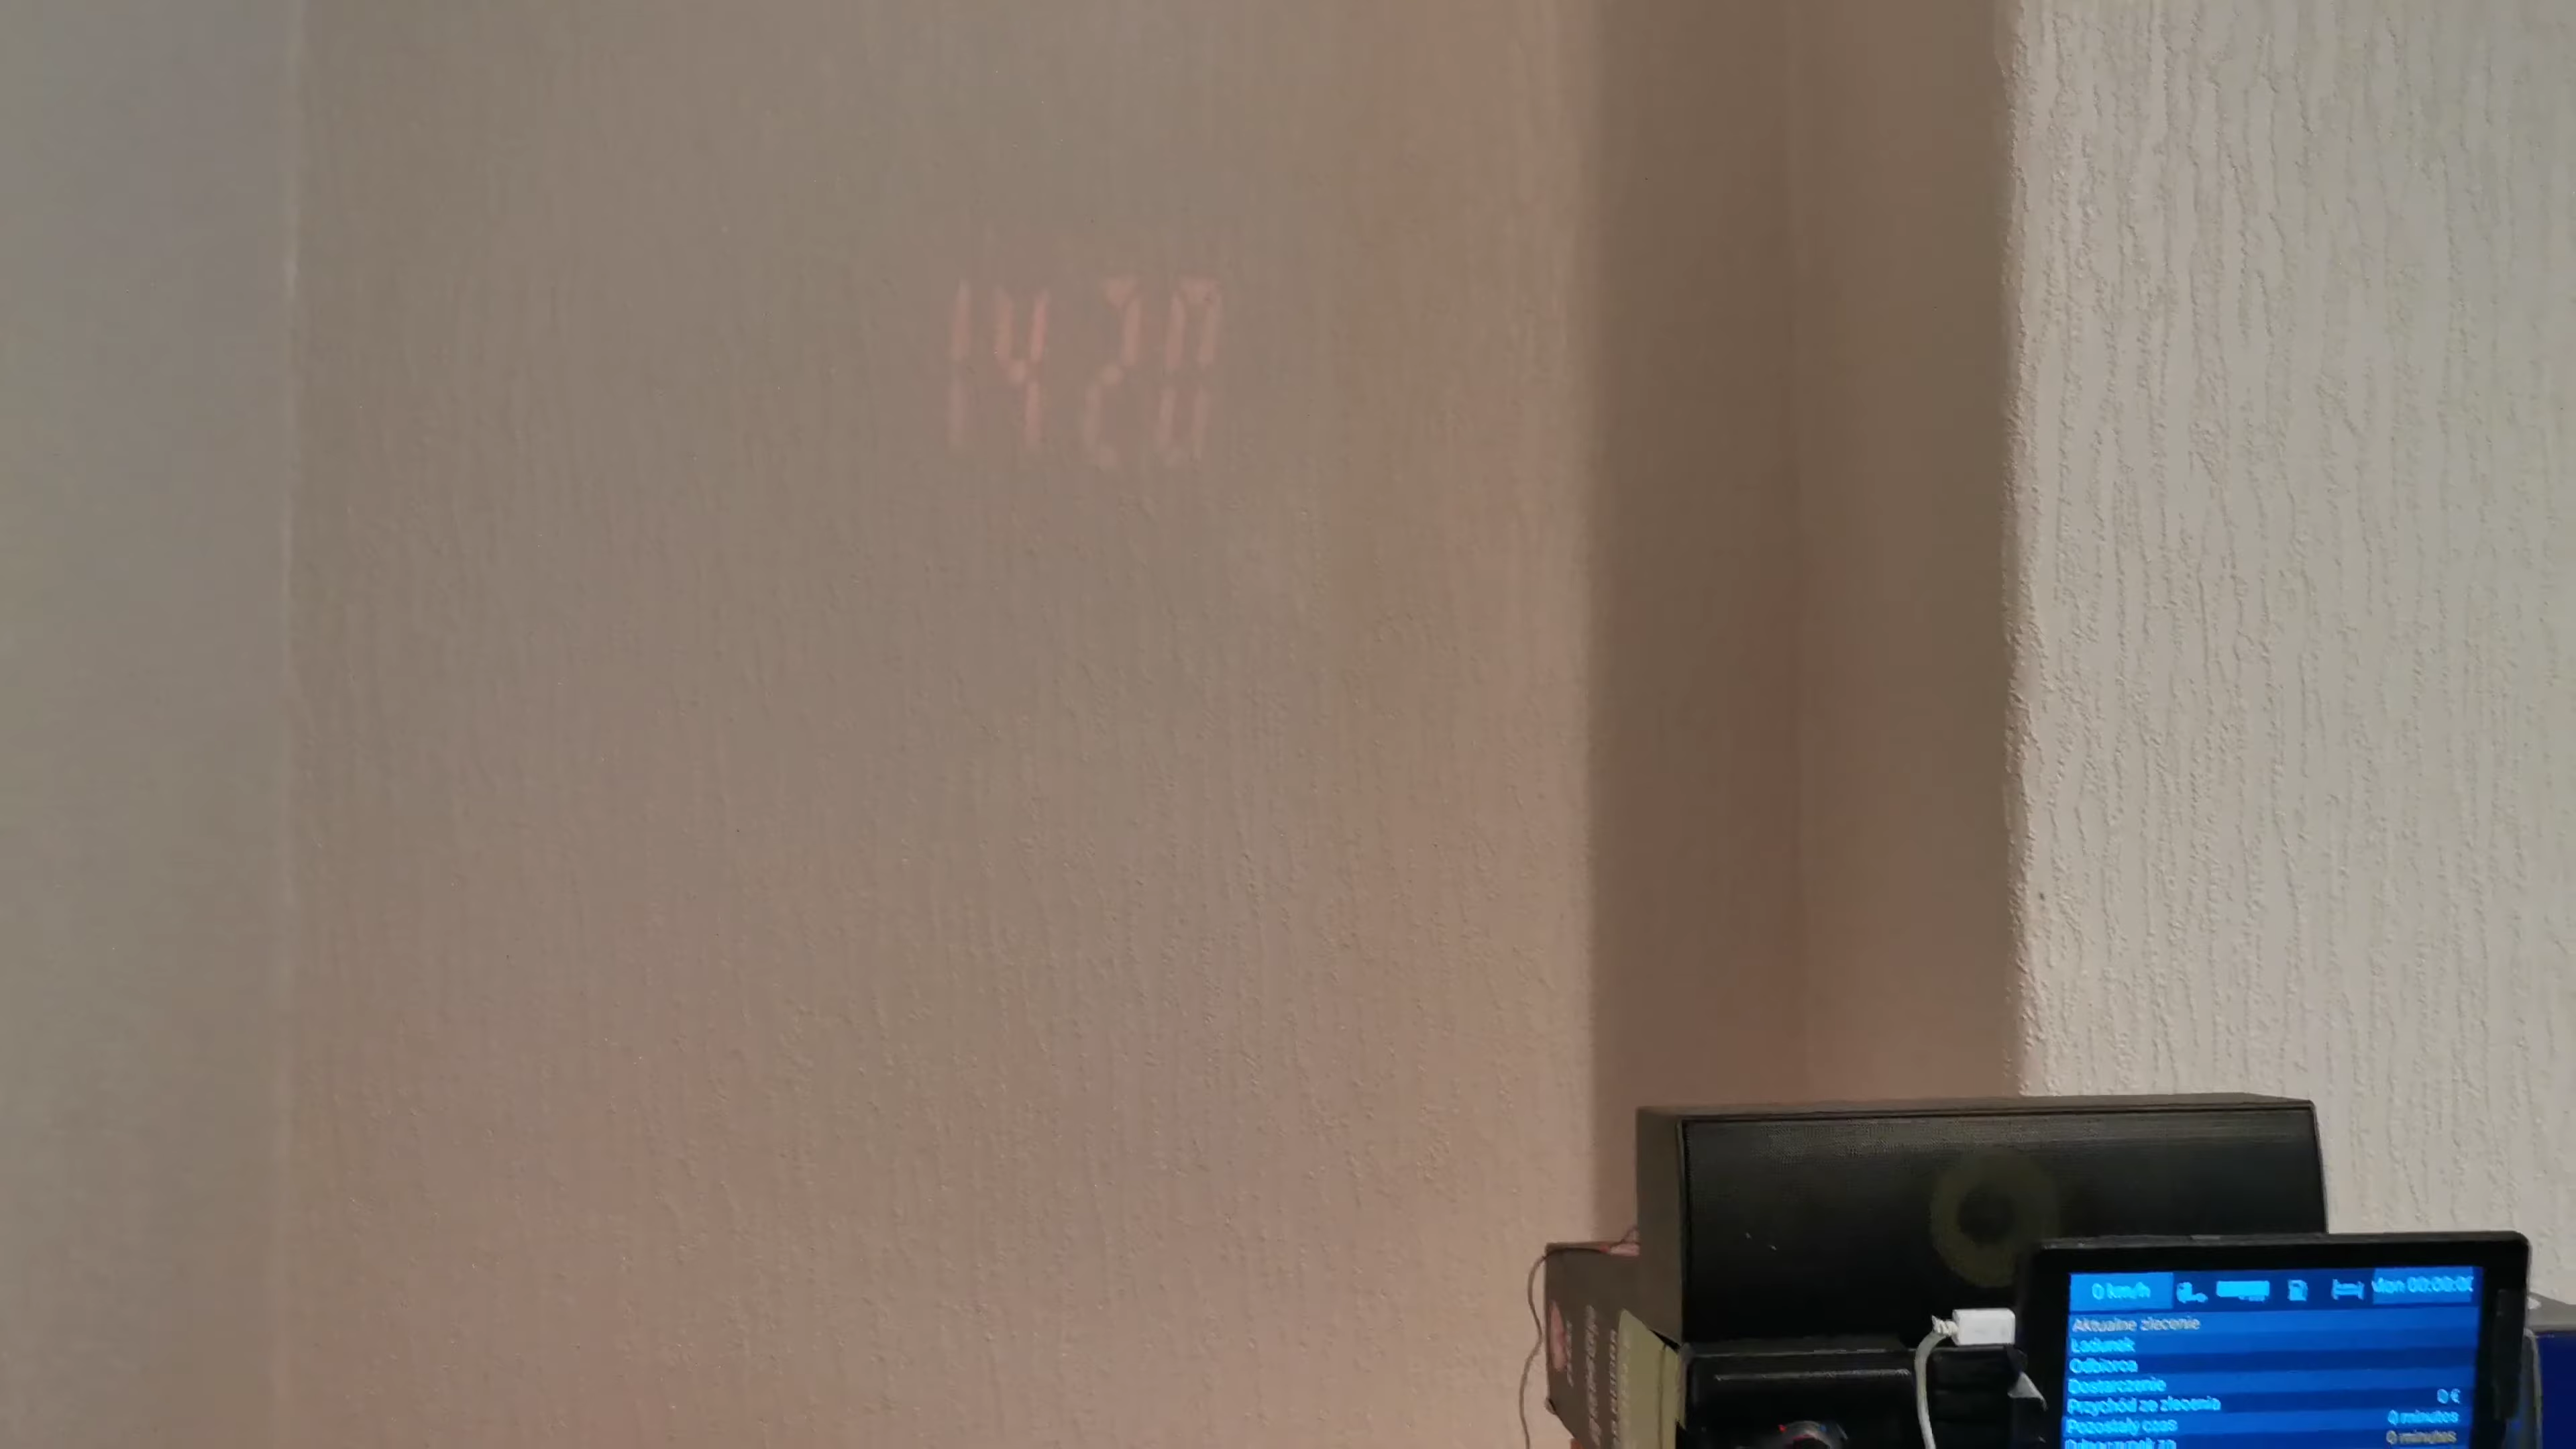 14 20
0 km/h
Aktualne zlecenie
Ładunek
Odbiorca
Dostarczenie
Przychód ze zlecenia 0 €
Pozostały czas 0 minutes
0 minutes